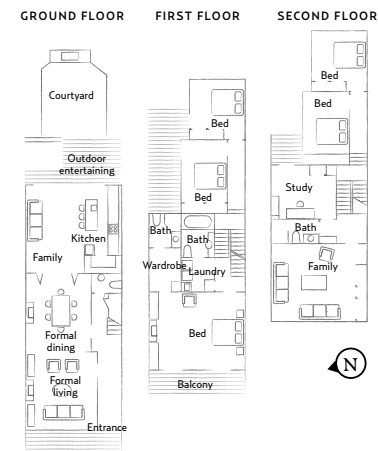 GROUND FLOOR
FIRST FLOOR
SECOND FLOOR
Courtyard
Outdoor
entertaining
Kitchen
Family
Formal
dining
Formal
living
Entrance
Bed
Bed
Bath
Bath
Wardrobe
Laundry
Bed
Balcony
Bed
Bed
Study
Bath
Family
N